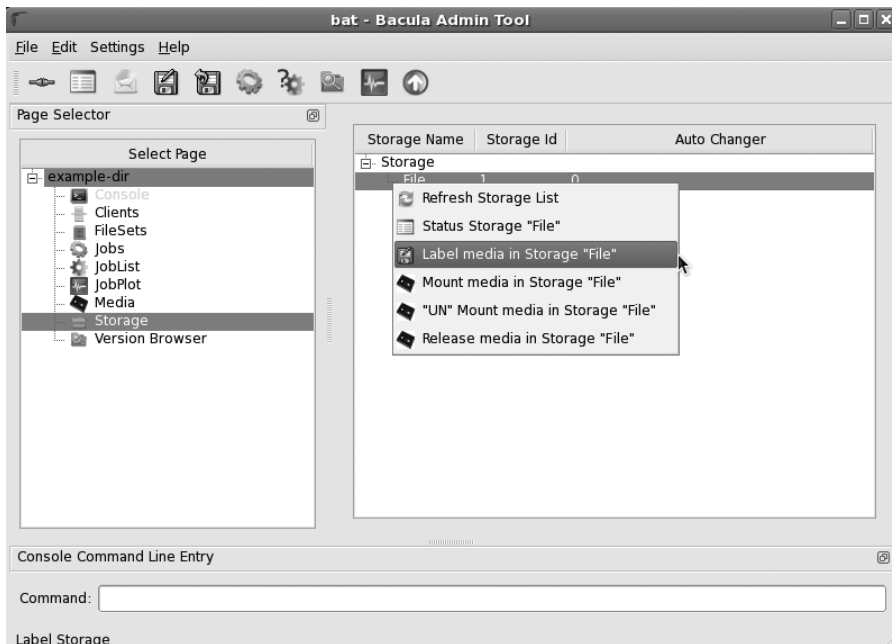 bat - Bacula Admin Tool
File Edit Settings Help
Page Selector
Select Page
example-dir
Console
Clients
FileSets
Jobs
JobList
JobPlot
Media
Storage
Version Browser
Storage Name Storage Id Auto Changer
Storage
File 1 0
Refresh Storage List
Status Storage "File"
Label media in Storage "File"
Mount media in Storage "File"
"UN" Mount media in Storage "File"
Release media in Storage "File"
Console Command Line Entry
Command:
Label Storage